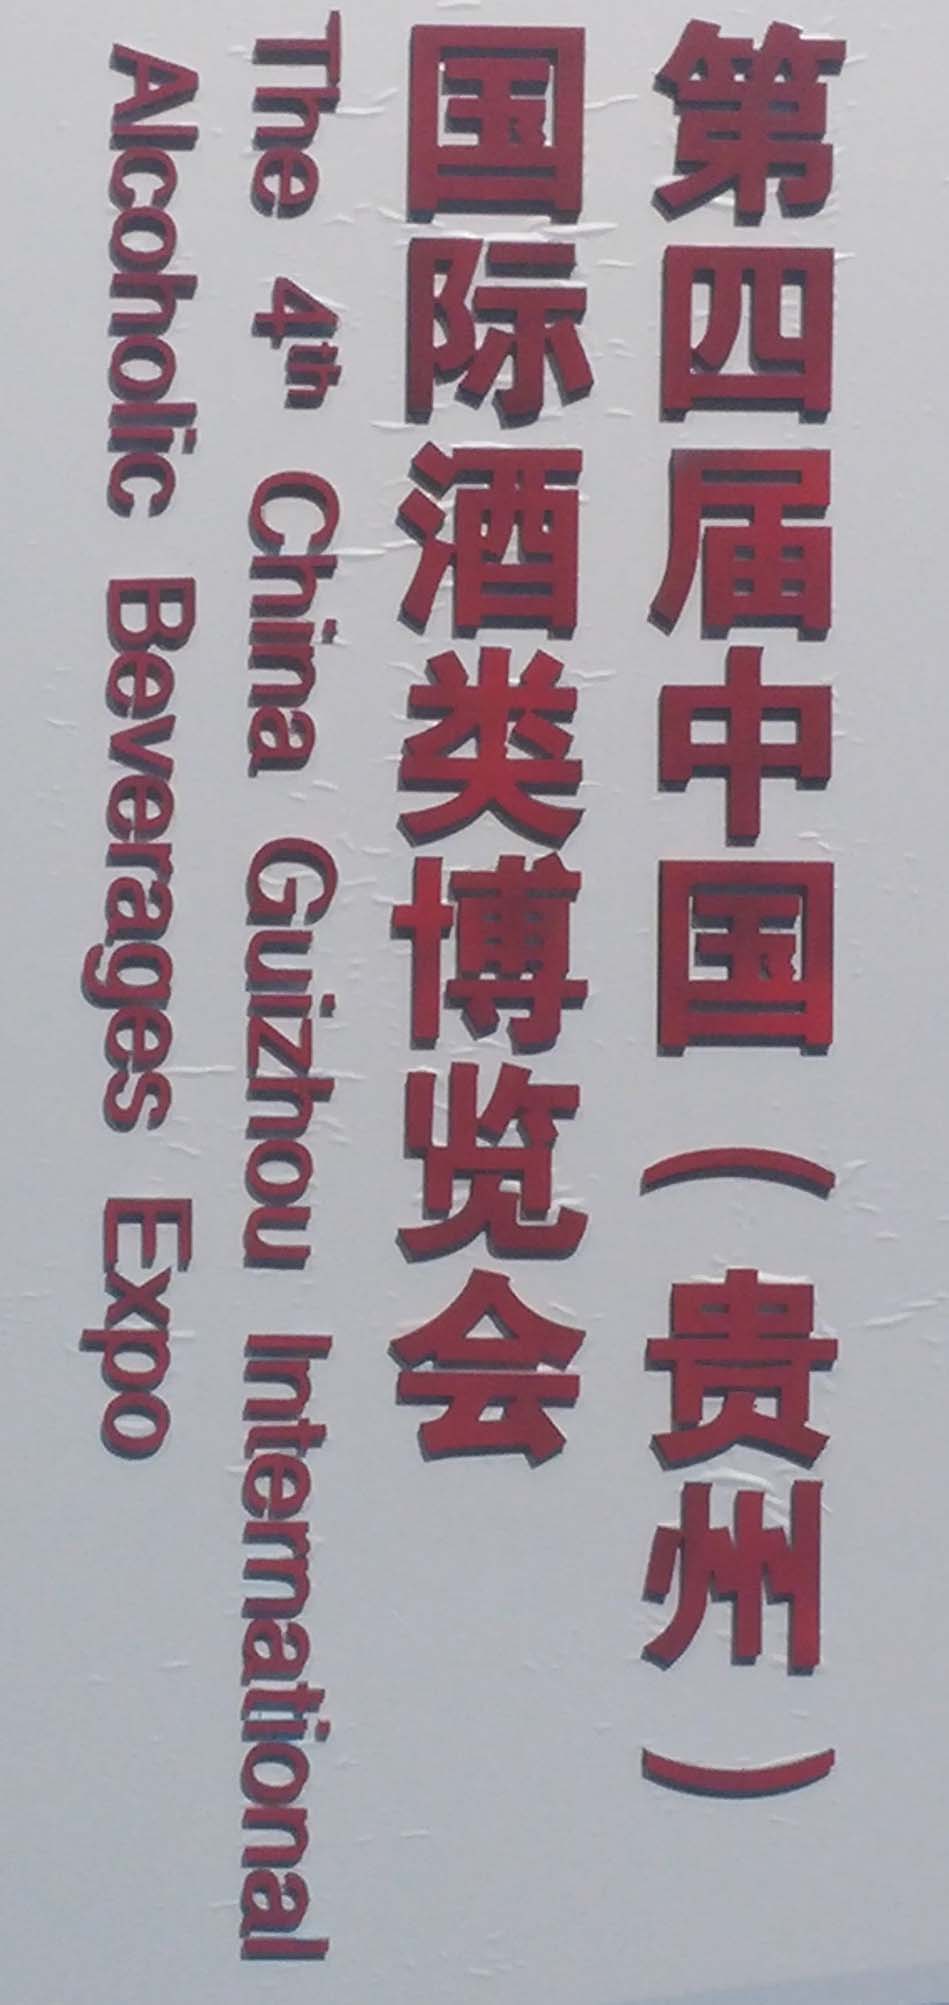 第四届中国（贵州）
国际酒类博览会
The 4th China Guizhou International
Alcoholic Beverages Expo